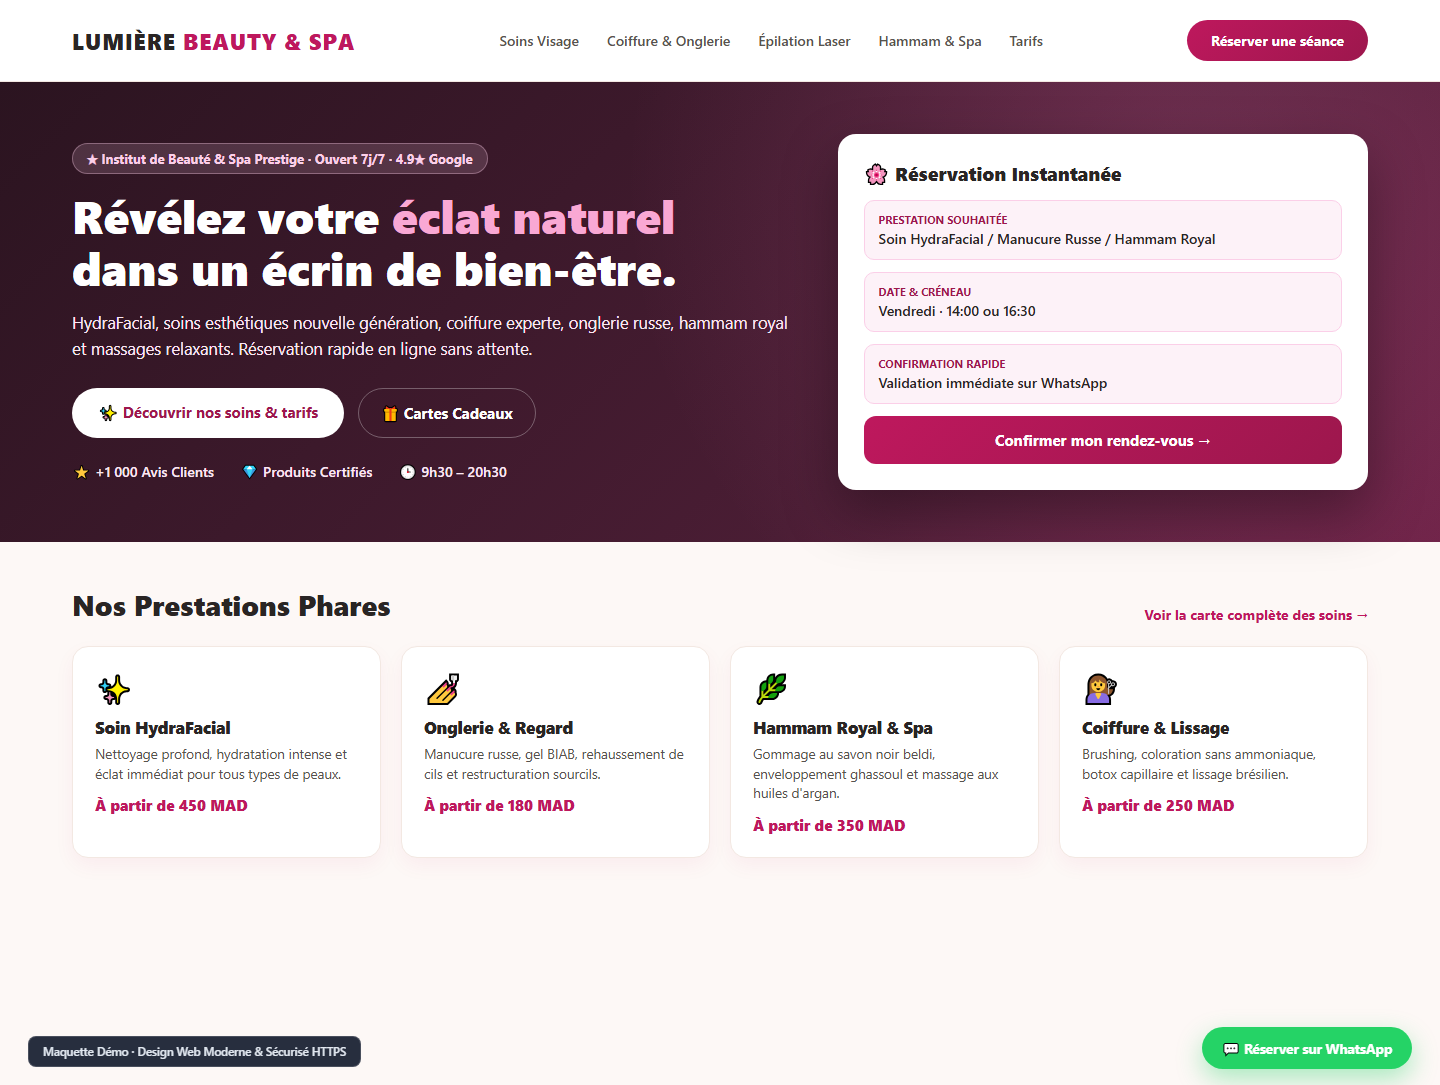 LUMIÈRE BEAUTY & SPA
Soins Visage
Coiffure & Onglerie
Épilation Laser
Hammam & Spa
Tarifs
Réserver une séance
★ Institut de Beauté & Spa Prestige · Ouvert 7j/7 · 4.9★ Google
Révélez votre éclat naturel
dans un écrin de bien-être.
HydraFacial, soins esthétiques nouvelle génération, coiffure experte, onglerie russe, hammam royal
et massages relaxants. Réservation rapide en ligne sans attente.
✨ Découvrir nos soins & tarifs
🎁 Cartes Cadeaux
⭐ +1 000 Avis Clients
💎 Produits Certifiés
🕒 9h30 – 20h30
🌸 Réservation Instantanée
PRESTATION SOUHAITÉE
Soin HydraFacial / Manucure Russe / Hammam Royal
DATE & CRÉNEAU
Vendredi · 14:00 ou 16:30
CONFIRMATION RAPIDE
Validation immédiate sur WhatsApp
Confirmer mon rendez-vous →
Nos Prestations Phares
Voir la carte complète des soins →
Soin HydraFacial
Nettoyage profond, hydratation intense et
éclat immédiat pour tous types de peaux.
À partir de 450 MAD
Onglerie & Regard
Manucure russe, gel BIAB, rehaussement de
cils et restructuration sourcils.
À partir de 180 MAD
Hammam Royal & Spa
Gommage au savon noir beldi,
enveloppement ghassoul et massage aux
huiles d'argan.
À partir de 350 MAD
Coiffure & Lissage
Brushing, coloration sans ammoniaque,
botox capillaire et lissage brésilien.
À partir de 250 MAD
Maquette Démo · Design Web Moderne & Sécurisé HTTPS
💬 Réserver sur WhatsApp